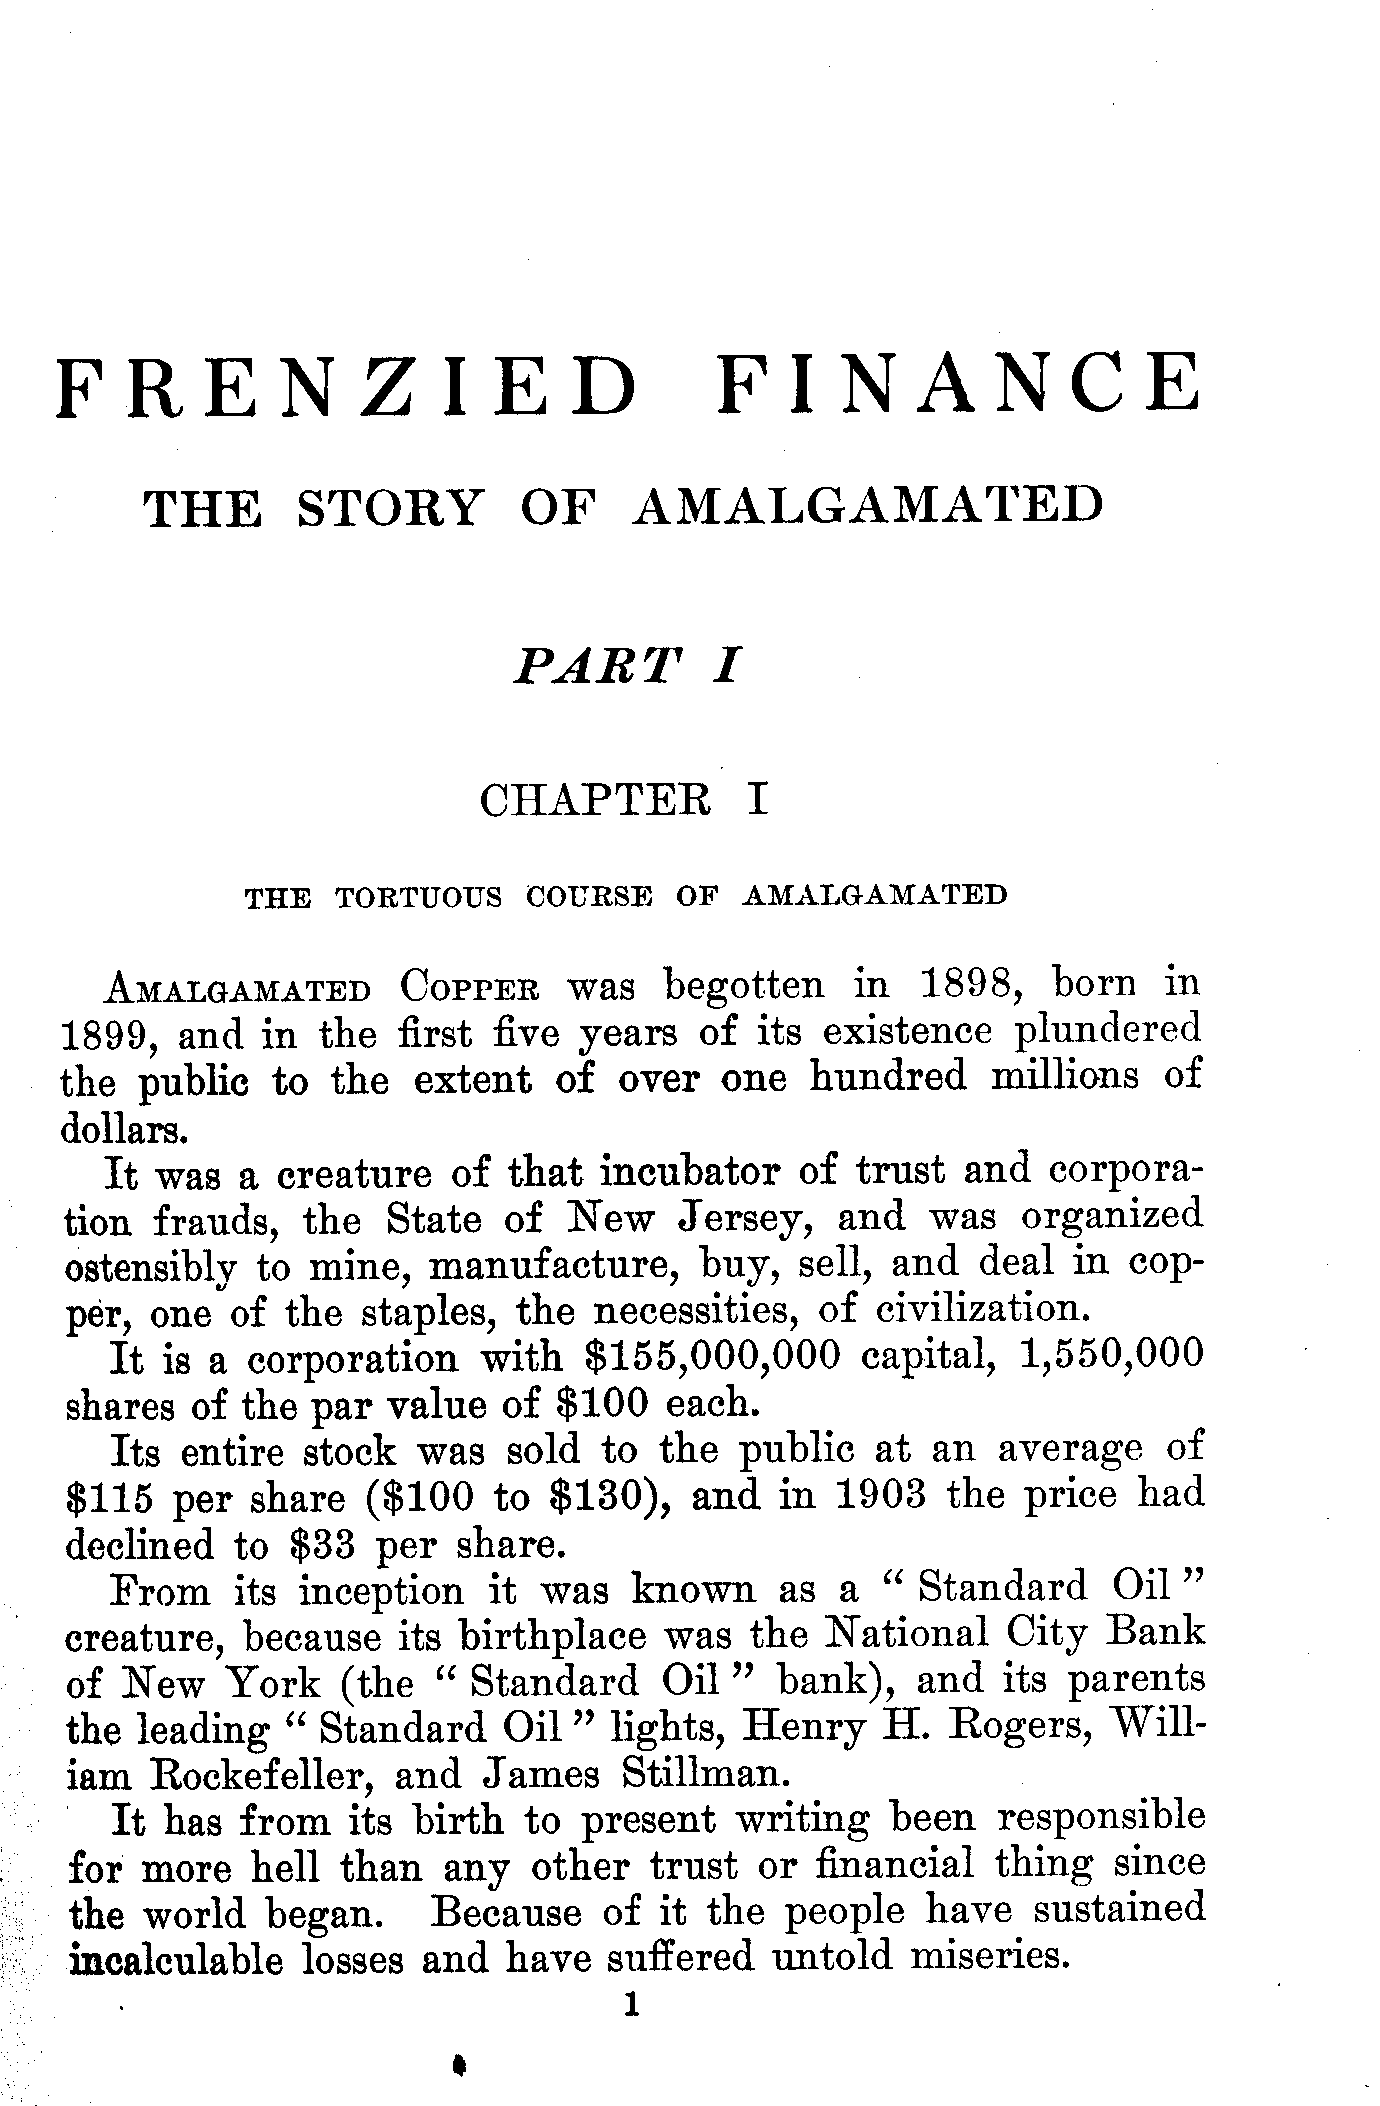 FRENZIED FINANCE
THE STORY OF AMALGAMATED
PART I
CHAPTER I
THE TORTUOUS COURSE OF AMALGAMATED
AMALGAMATED COPPER was begotten in 1898, born in
1899, and in the first five years of its existence plundered
the public to the extent of over one hundred millions of
dollars.
It was a creature of that incubator of trust and corpora-
tion frauds, the State of New Jersey, and was organized
ostensibly to mine, manufacture, buy, sell, and deal in cop-
per, one of the staples, the necessities, of civilization.
It is a corporation with $155,000,000 capital, 1,550,000
shares of the par value of $100 each.
Its entire stock was sold to the public at an average of
$115 per share ($100 to $130), and in 1903 the price had
declined to $33 per share.
From its inception it was known as a “ Standard Oil ”
creature, because its birthplace was the National City Bank
of New York (the “ Standard Oil ” bank), and its parents
the leading “ Standard Oil ” lights, Henry H. Rogers, Will-
iam Rockefeller, and James Stillman.
It has from its birth to present writing been responsible
for more hell than any other trust or financial thing since
the world began. Because of it the people have sustained
incalculable losses and have suffered untold miseries.
1